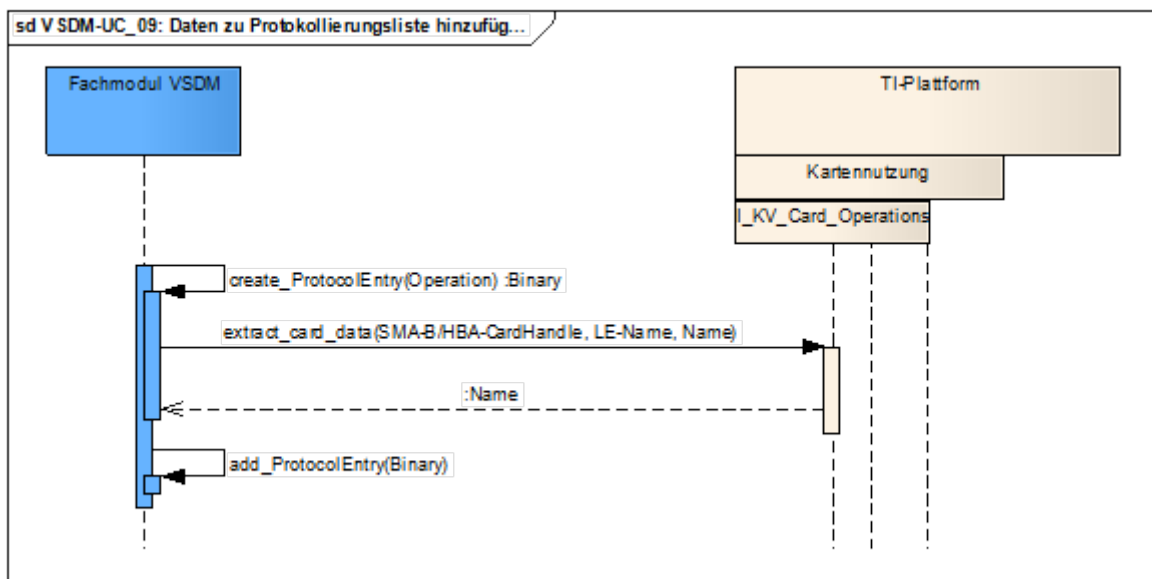 sd VSDM-UC_09: Daten zu Protokollierungsliste hinzufüg...
Fachmodul VSDM
TI-Plattform
Kartennutzung
I_KV_Card_Operations
create_ProtocolEntry(Operation) :Binary
extract_card_data(SMA-B/HBA-CardHandle, LE-Name, Name)
:Name
add_ProtocolEntry(Binary)